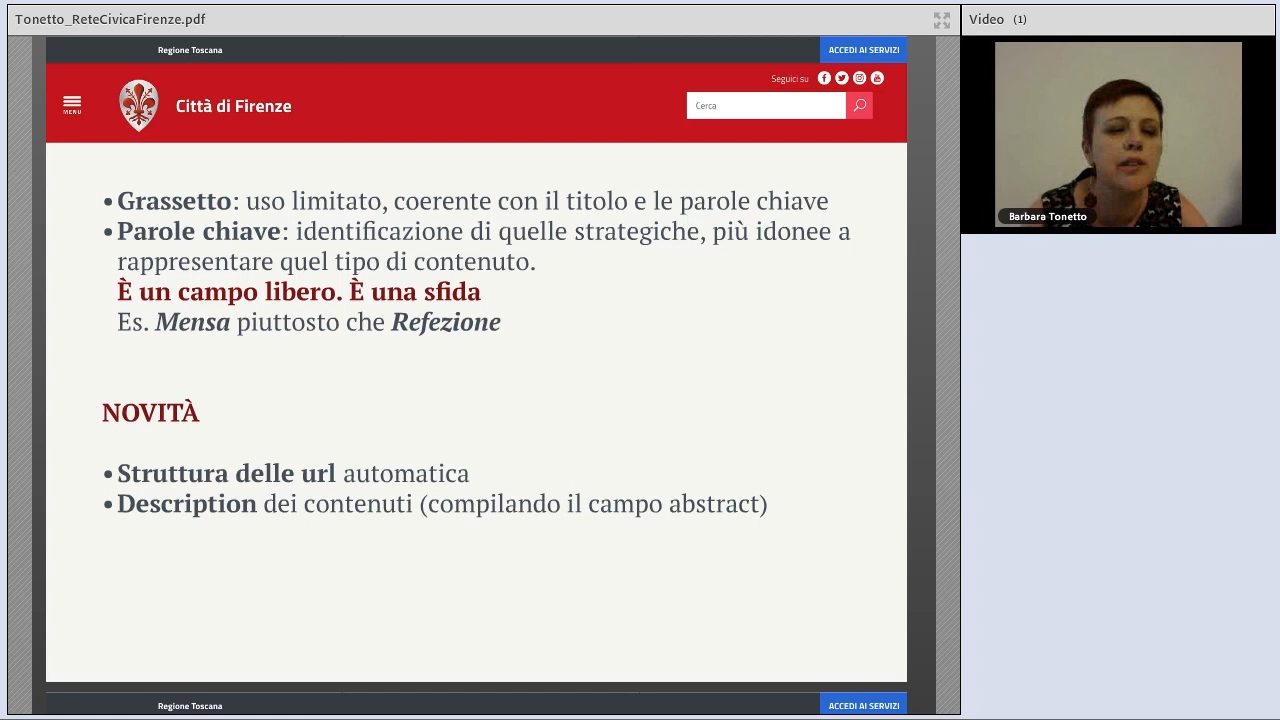 Tonetto_ReteCivicaFirenze.pdf
Video (1)
Regione Toscana
ACCEDI AI SERVIZI
MENU
Città di Firenze
Seguici su
Cerca
• Grassetto: uso limitato, coerente con il titolo e le parole chiave
• Parole chiave: identificazione di quelle strategiche, più idonee a
rappresentare quel tipo di contenuto.
È un campo libero. È una sfida
Es. Mensa piuttosto che Refezione
NOVITÀ
• Struttura delle url automatica
• Description dei contenuti (compilando il campo abstract)
Regione Toscana
ACCEDI AI SERVIZI
Barbara Tonetto